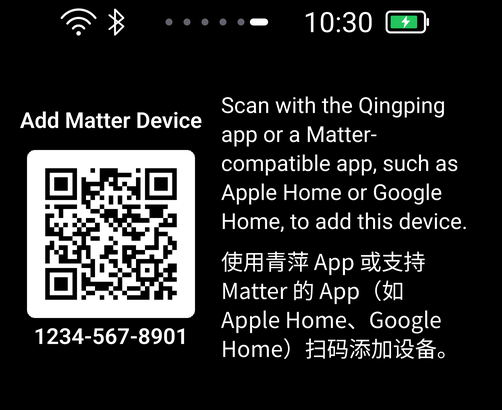 10:30
Add Matter Device
1234-567-8901
Scan with the Qingping
app or a Matter-
compatible app, such as
Apple Home or Google
Home, to add this device.
使用青萍 App 或支持
Matter 的 App（如
Apple Home、Google
Home）扫码添加设备。